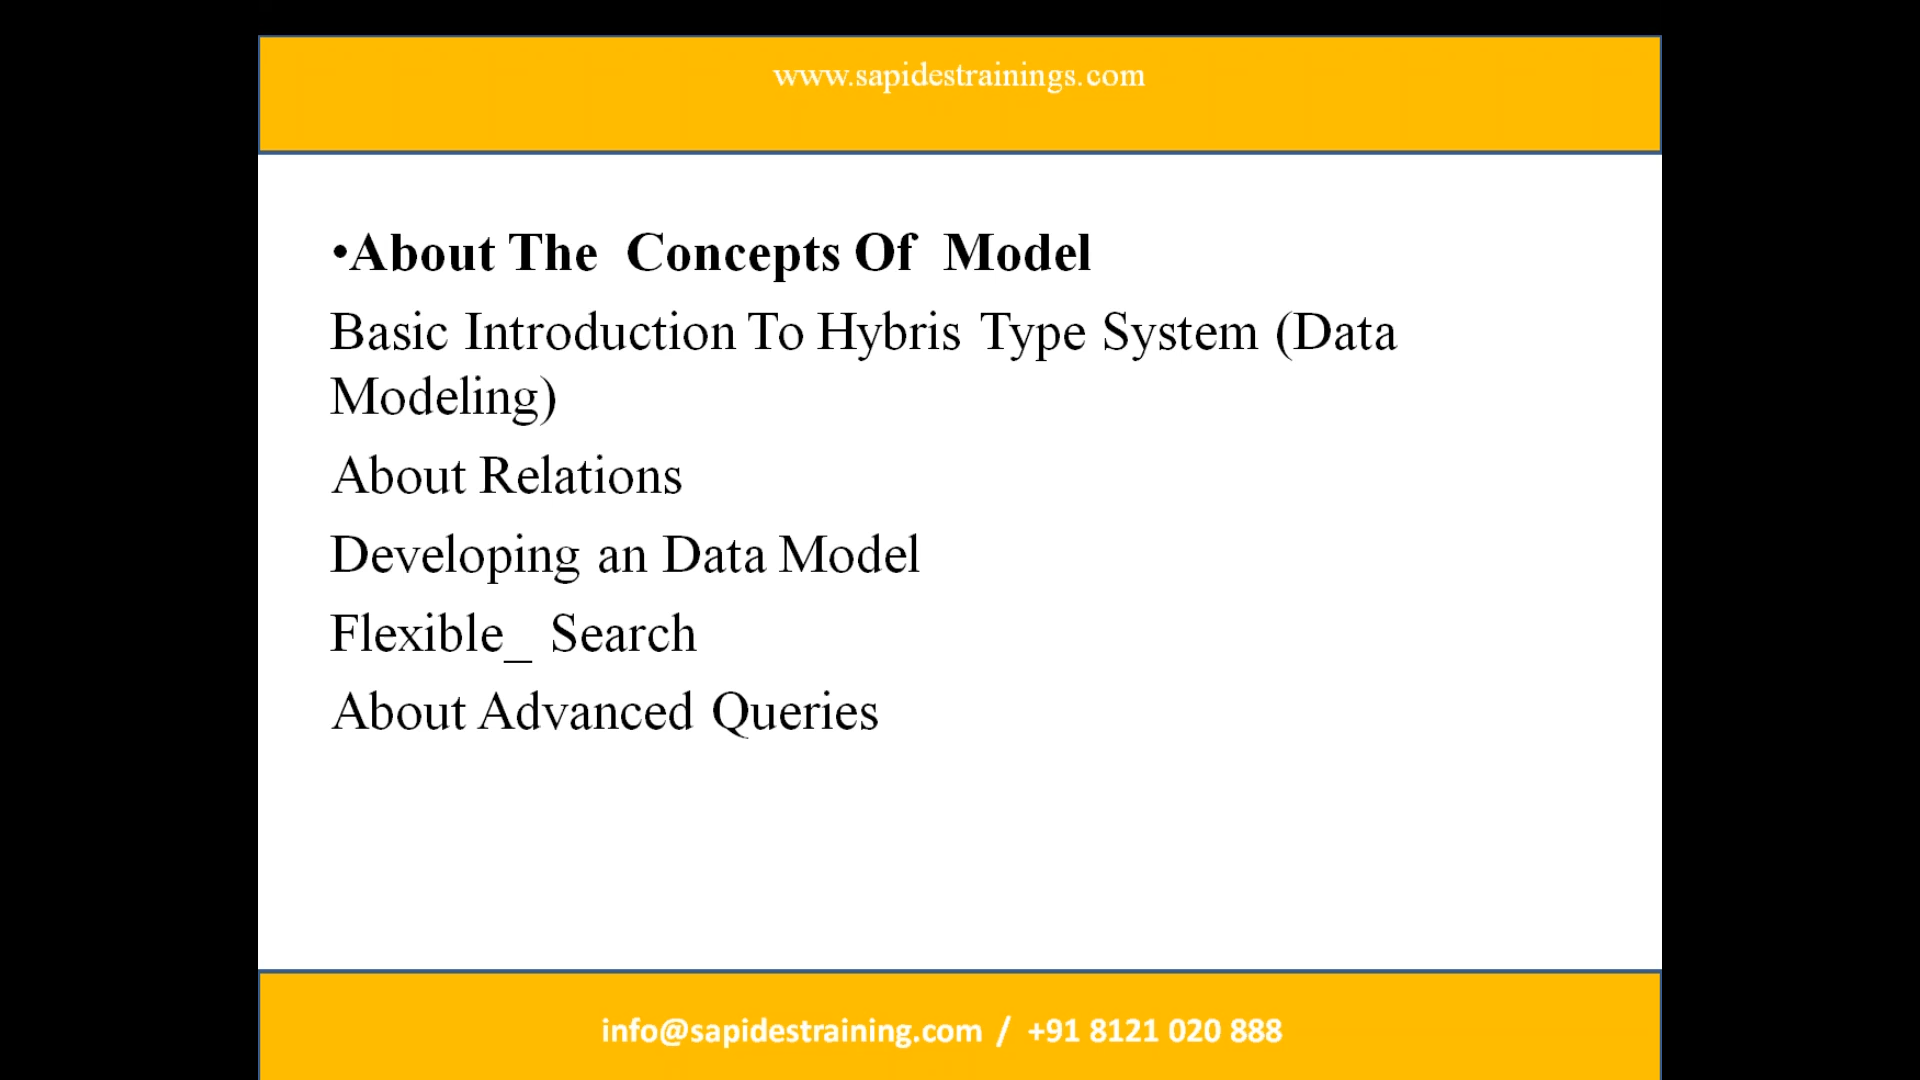 www.sapidestrainings.com
•About The Concepts Of Model
Basic Introduction To Hybris Type System (Data
Modeling)
About Relations
Developing an Data Model
Flexible_ Search
About Advanced Queries
info@sapidestraining.com / +91 8121 020 888